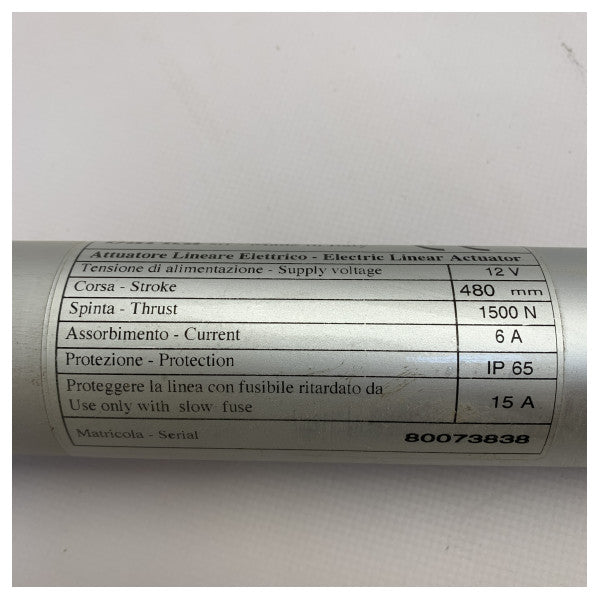 Attuatore Lineare Elettrico - Electric Linear Actuator
Tensione di alimentazione - Supply voltage 12 V
Corsa - Stroke 480 mm
Spinta - Thrust 1500 N
Assorbimento - Current 6 A
Protezione - Protection IP 65
Proteggere la linea con fusibile ritardato da
Use only with slow fuse 15 A
Matricola - Serial 80073838